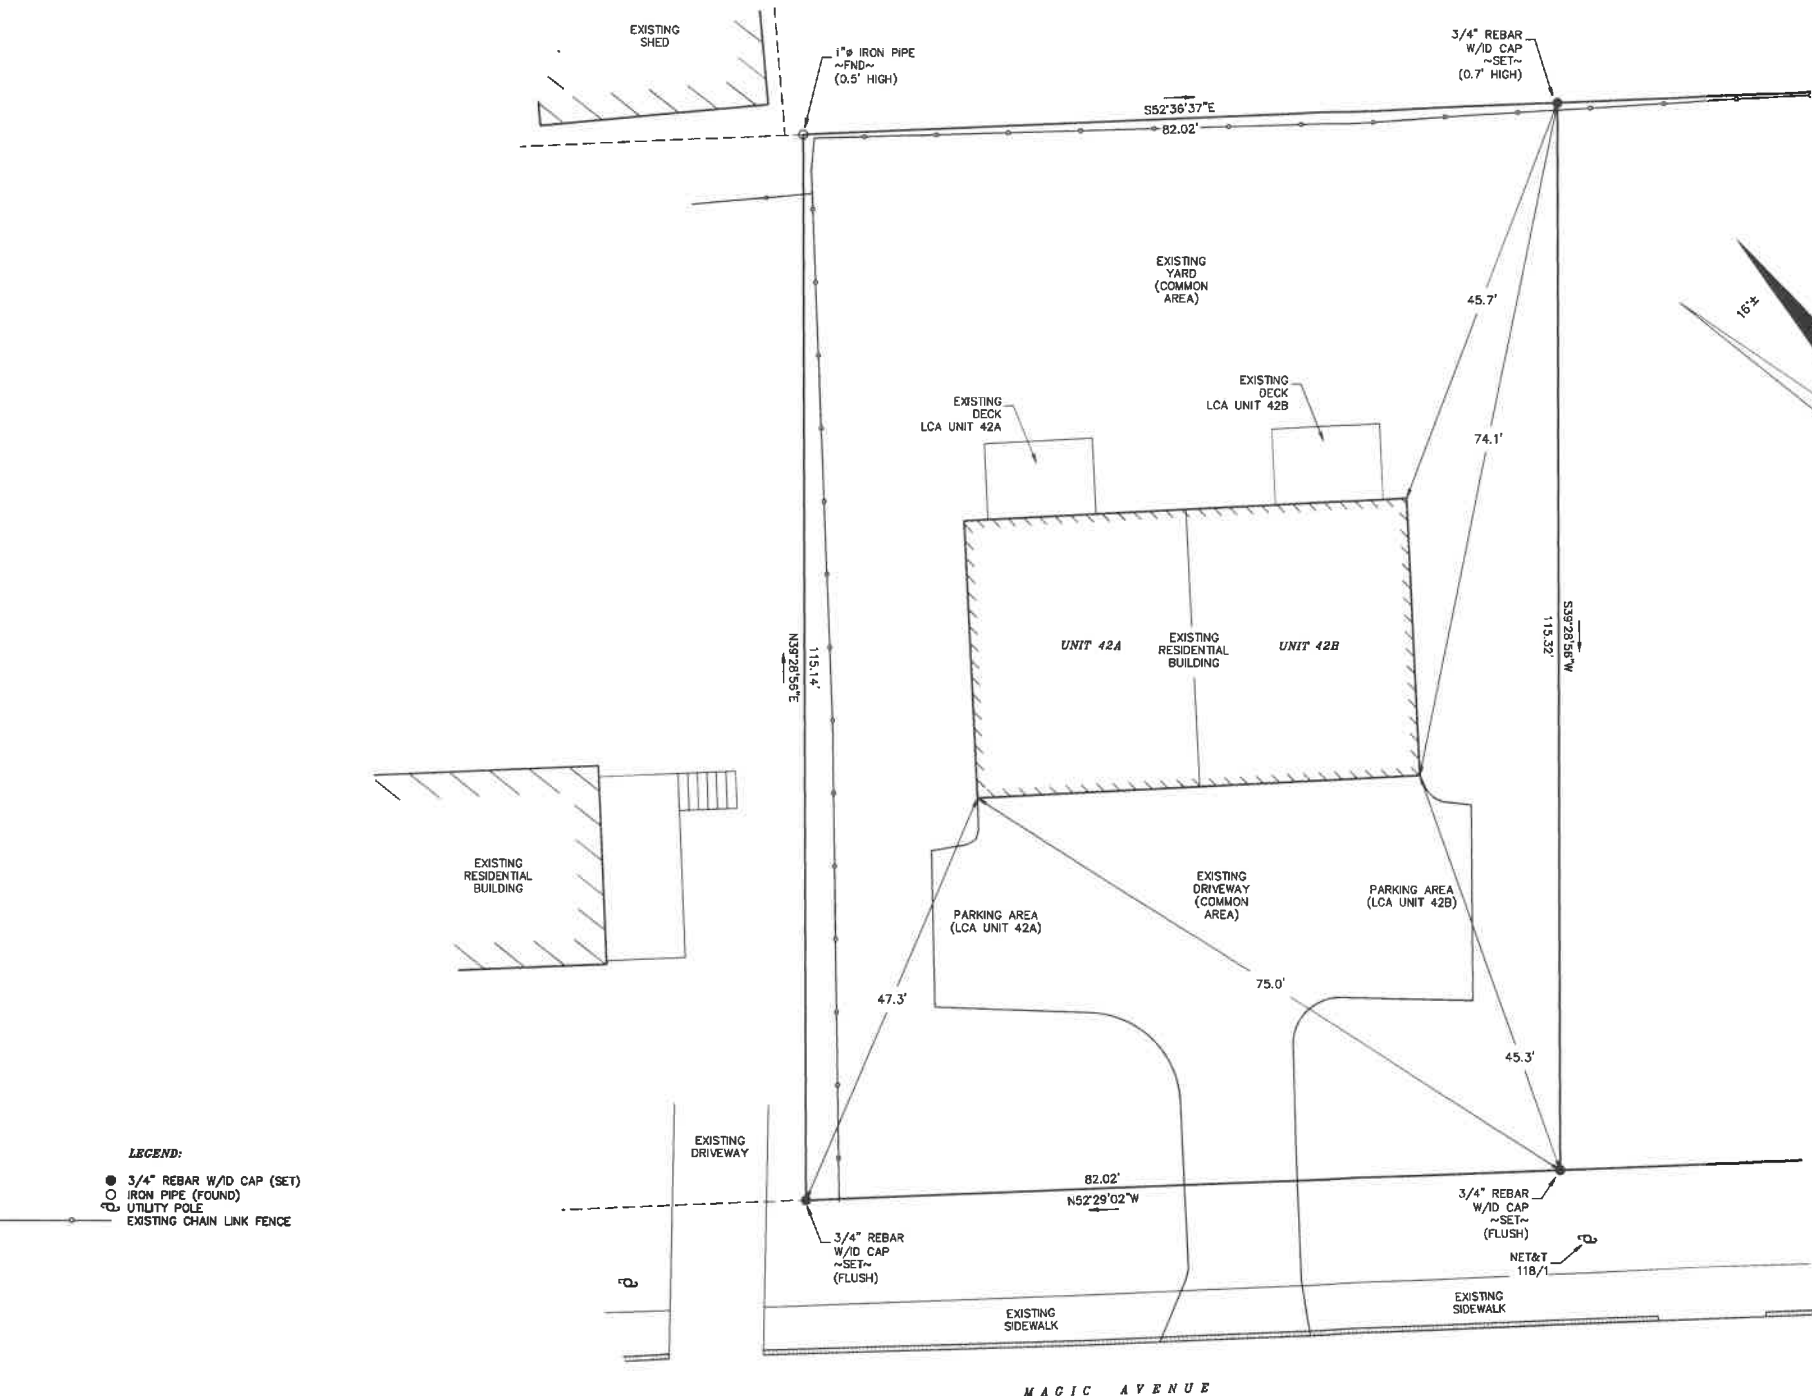 EXISTING
SHED
1"ø IRON PIPE
~FND~
(0.5' HIGH)
3/4" REBAR
W/ID CAP
~SET~
(0.7' HIGH)
S52°36'37"E
82.02'
EXISTING
YARD
(COMMON
AREA)
45.7'
16°±
EXISTING
DECK
LCA UNIT 42A
EXISTING
DECK
LCA UNIT 42B
74.1'
N39°28'56"E
115.14'
UNIT 42A
EXISTING
RESIDENTIAL
BUILDING
UNIT 42B
S39°28'56"W
115.32'
EXISTING
RESIDENTIAL
BUILDING
PARKING AREA
(LCA UNIT 42A)
EXISTING
DRIVEWAY
(COMMON
AREA)
PARKING AREA
(LCA UNIT 42B)
47.3'
75.0'
45.3'
LEGEND:
3/4" REBAR W/ID CAP (SET)
IRON PIPE (FOUND)
UTILITY POLE
EXISTING CHAIN LINK FENCE
EXISTING
DRIVEWAY
82.02'
N52°29'02"W
3/4" REBAR
W/ID CAP
~SET~
(FLUSH)
3/4" REBAR
W/ID CAP
~SET~
(FLUSH)
NET&T
118/1
EXISTING
SIDEWALK
EXISTING
SIDEWALK
MAGIC AVENUE